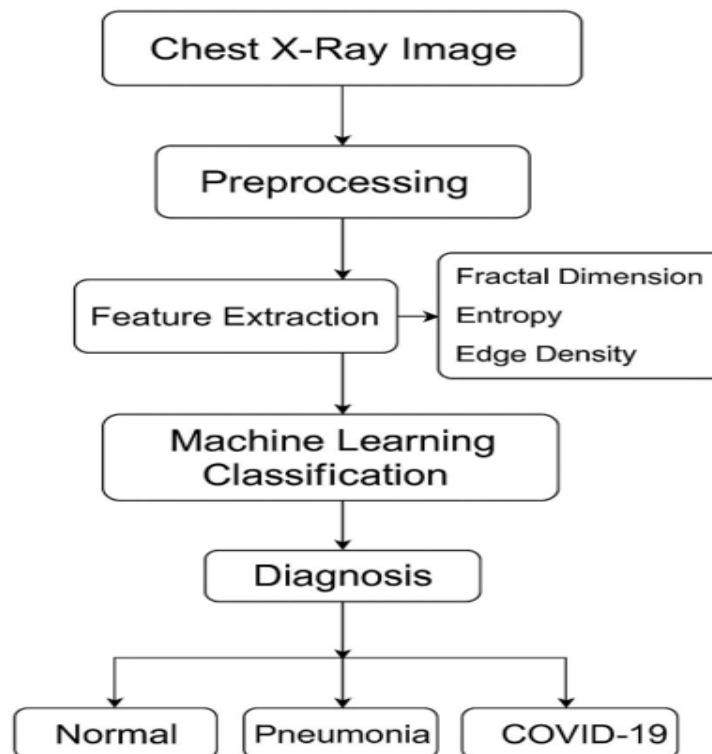 Chest X-Ray Image
Preprocessing
Feature Extraction
Fractal Dimension
Entropy
Edge Density
Machine Learning
Classification
Diagnosis
Normal
Pneumonia
COVID-19